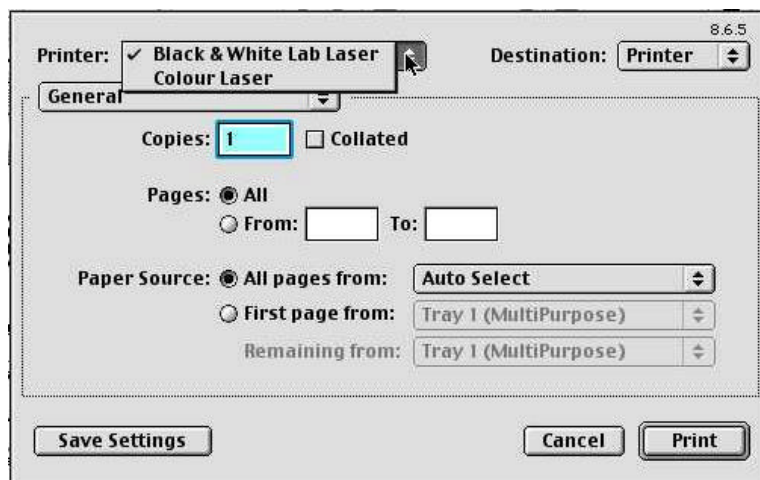 8.6.5
Printer: Black & White Lab Laser Destination: Printer
Colour Laser
General
Copies: 1 Collated
Pages: All
From: To:
Paper Source: All pages from: Auto Select
First page from: Tray 1 (MultiPurpose)
Remaining from: Tray 1 (MultiPurpose)
Save Settings Cancel Print